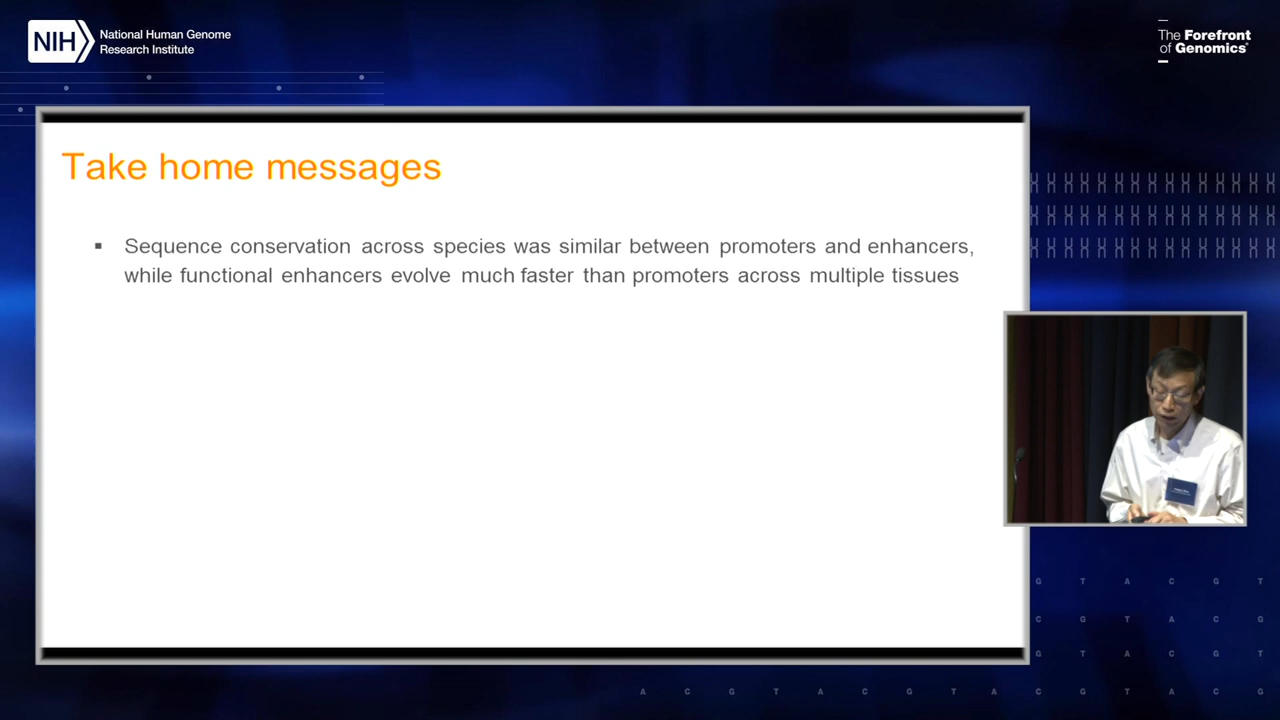 NIH
National Human Genome
Research Institute
The Forefront
of Genomics®
Take home messages
▪ Sequence conservation across species was similar between promoters and enhancers,
while functional enhancers evolve much faster than promoters across multiple tissues
G T A C G T
C G T A C G
G T A C G T
A C G T A C G T A C G T A C G